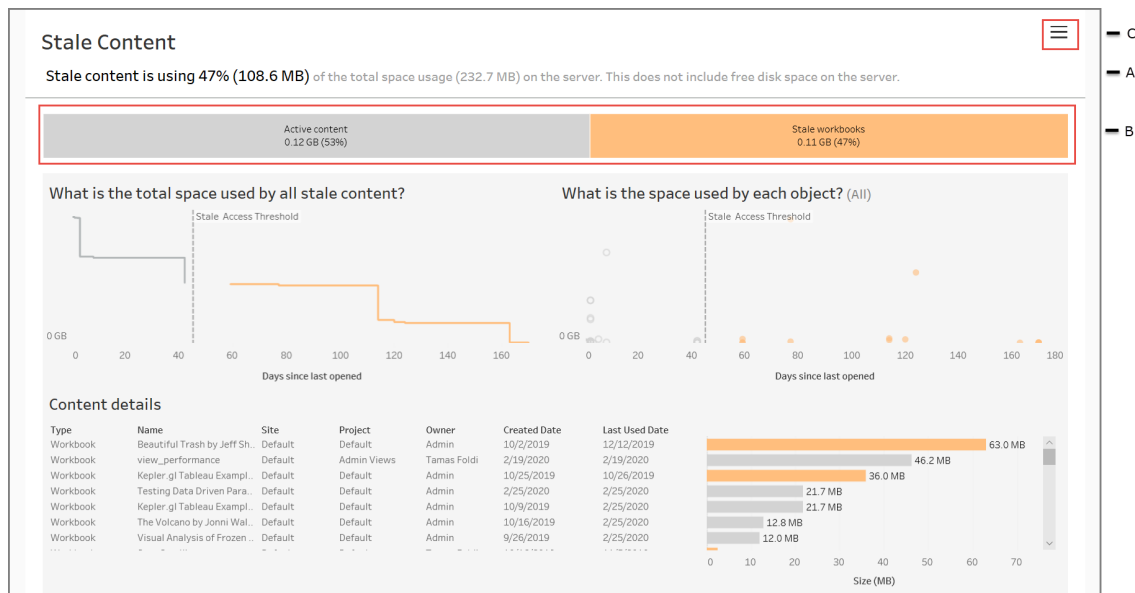 Stale Content
C
Stale content is using 47% (108.6 MB) of the total space usage (232.7 MB) on the server. This does not include free disk space on the server.
A
Active content
0.12 GB (53%)
Stale workbooks
0.11 GB (47%)
B
What is the total space used by all stale content?
Stale Access Threshold
0 GB
0 20 40 60 80 100 120 140 160
Days since last opened
What is the space used by each object? (All)
Stale Access Threshold
0 GB
0 20 40 60 80 100 120 140 160 180
Days since last opened
Content details
Type Name Site Project Owner Created Date Last Used Date
Workbook Beautiful Trash by Jeff Sh.. Default Default Admin 10/2/2019 12/12/2019 63.0 MB
Workbook view_performance Default Admin Views Tamas Foldi 2/19/2020 2/19/2020 46.2 MB
Workbook Kepler.gl Tableau Exampl.. Default Default Admin 10/25/2019 10/26/2019 36.0 MB
Workbook Testing Data Driven Para.. Default Default Admin 2/25/2020 2/25/2020 21.7 MB
Workbook Kepler.gl Tableau Exampl.. Default Default Admin 10/9/2019 2/25/2020 21.7 MB
Workbook The Volcano by Jonni Wal.. Default Default Admin 10/16/2019 2/25/2020 12.8 MB
Workbook Visual Analysis of Frozen .. Default Default Admin 9/26/2019 2/25/2020 12.0 MB
0 10 20 30 40 50 60 70
Size (MB)